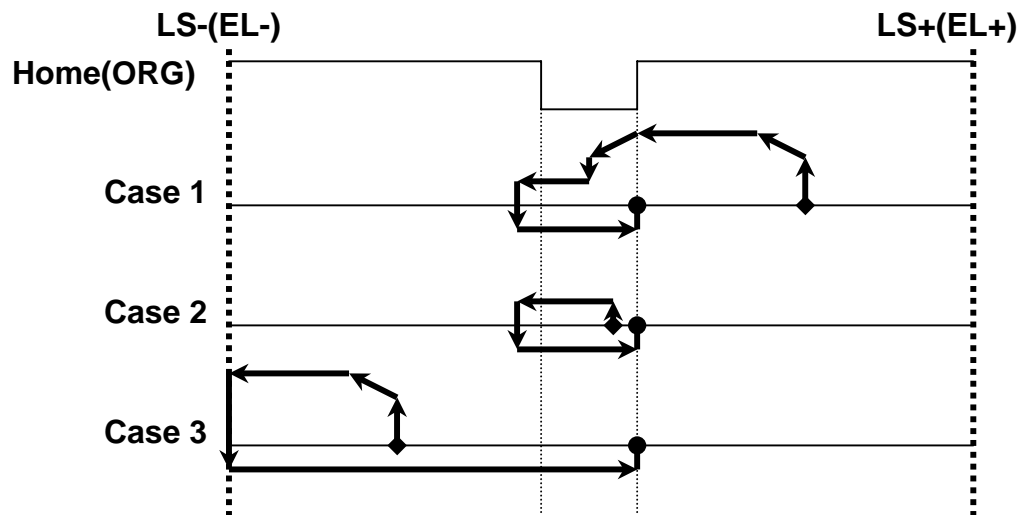 LS-(EL-)
LS+(EL+)
Home(ORG)
Case 1
Case 2
Case 3